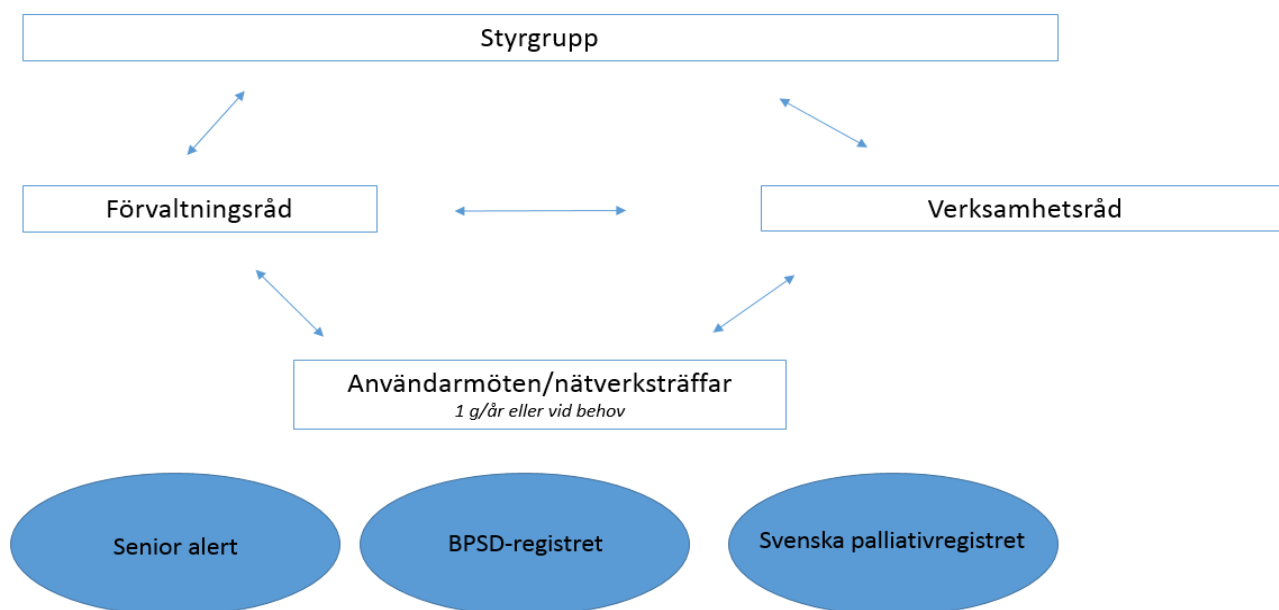 Styrgrupp
Förvaltningsråd
Verksamhetsråd
Användarmöten/nätverksträffar
1 g/år eller vid behov
Senior alert
BPSD-registret
Svenska palliativregistret